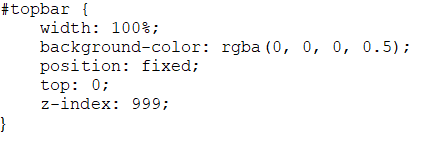 #topbar {
    width: 100%;
    background-color: rgba(0, 0, 0, 0.5);
    position: fixed;
    top: 0;
    z-index: 999;
}